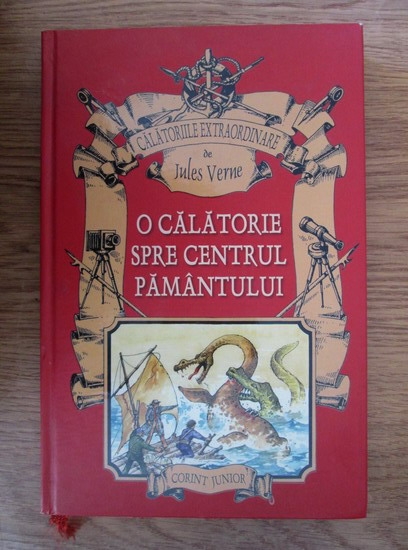 CĂLĂTORIILE EXTRAORDINARE
de
Jules Verne
O CĂLĂTORIE
SPRE CENTRUL
PĂMÂNTULUI
CORINT JUNIOR